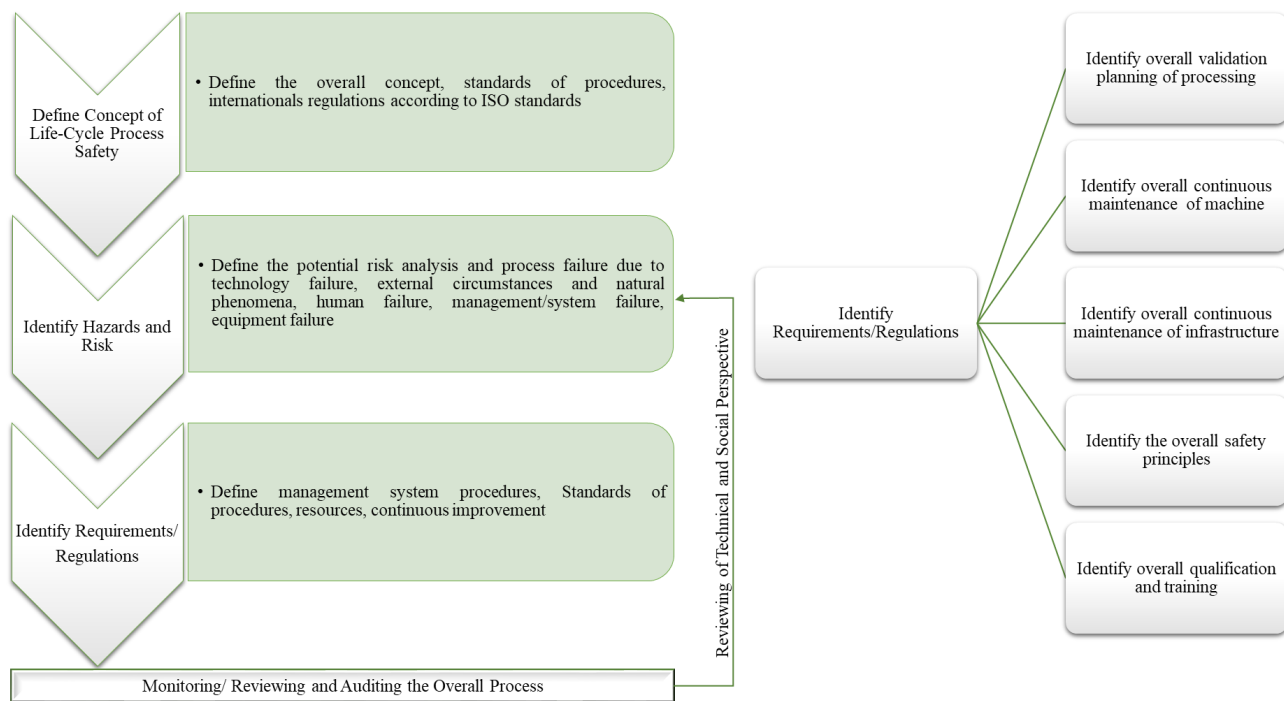 Define Concept of
Life-Cycle Process
Safety
• Define the overall concept, standards of procedures,
internationals regulations according to ISO standards
Identify Hazards and
Risk
• Define the potential risk analysis and process failure due to
technology failure, external circumstances and natural
phenomena, human failure, management/system failure,
equipment failure
Identify Requirements/
Regulations
• Define management system procedures, Standards of
procedures, resources, continuous improvement
Monitoring/ Reviewing and Auditing the Overall Process
Reviewing of Technical and Social Perspective
Identify
Requirements/Regulations
Identify overall validation
planning of processing
Identify overall continuous
maintenance of machine
Identify overall continuous
maintenance of infrastructure
Identify the overall safety
principles
Identify overall qualification
and training